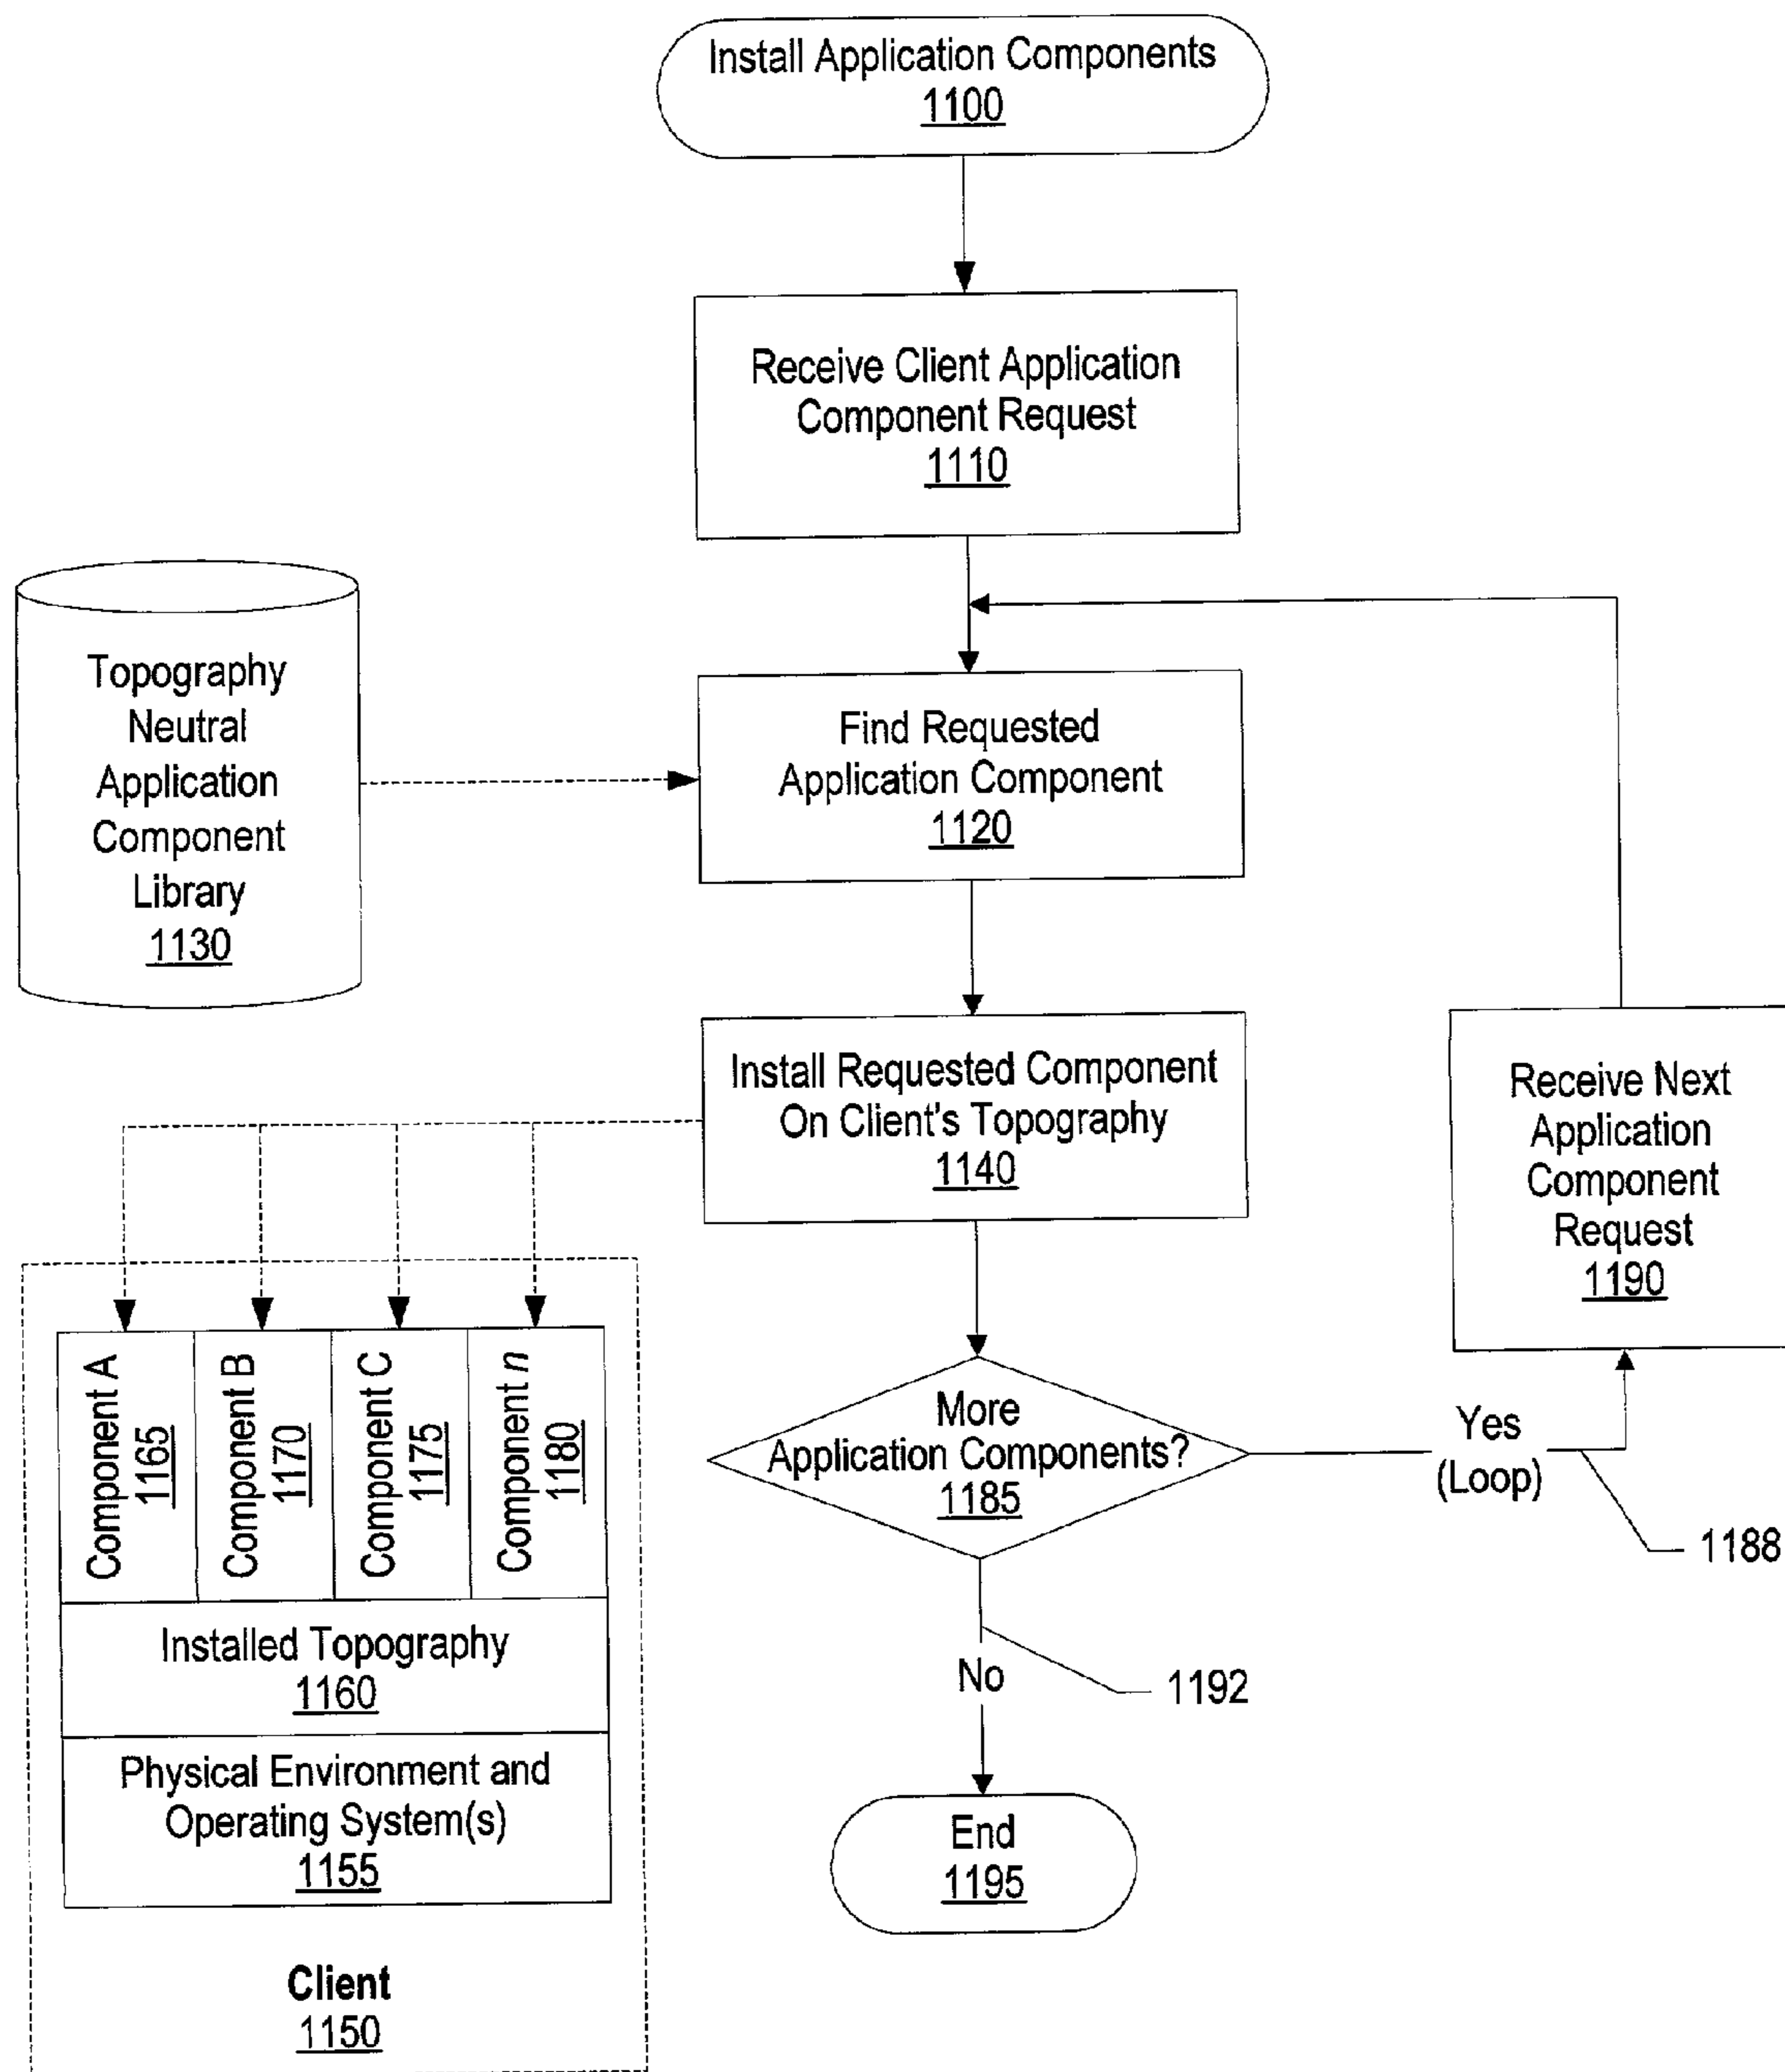 Install Application Components
1100
Receive Client Application
Component Request
1110
Topography
Neutral
Application
Component
Library
1130
Find Requested
Application Component
1120
Install Requested Component
On Client's Topography
1140
Receive Next
Application
Component
Request
1190
Component A
1165
Component B
1170
Component C
1175
Component n
1180
More
Application Components?
1185
Yes
(Loop)
1188
Installed Topography
1160
No
1192
Physical Environment and
Operating System(s)
1155
End
1195
Client
1150